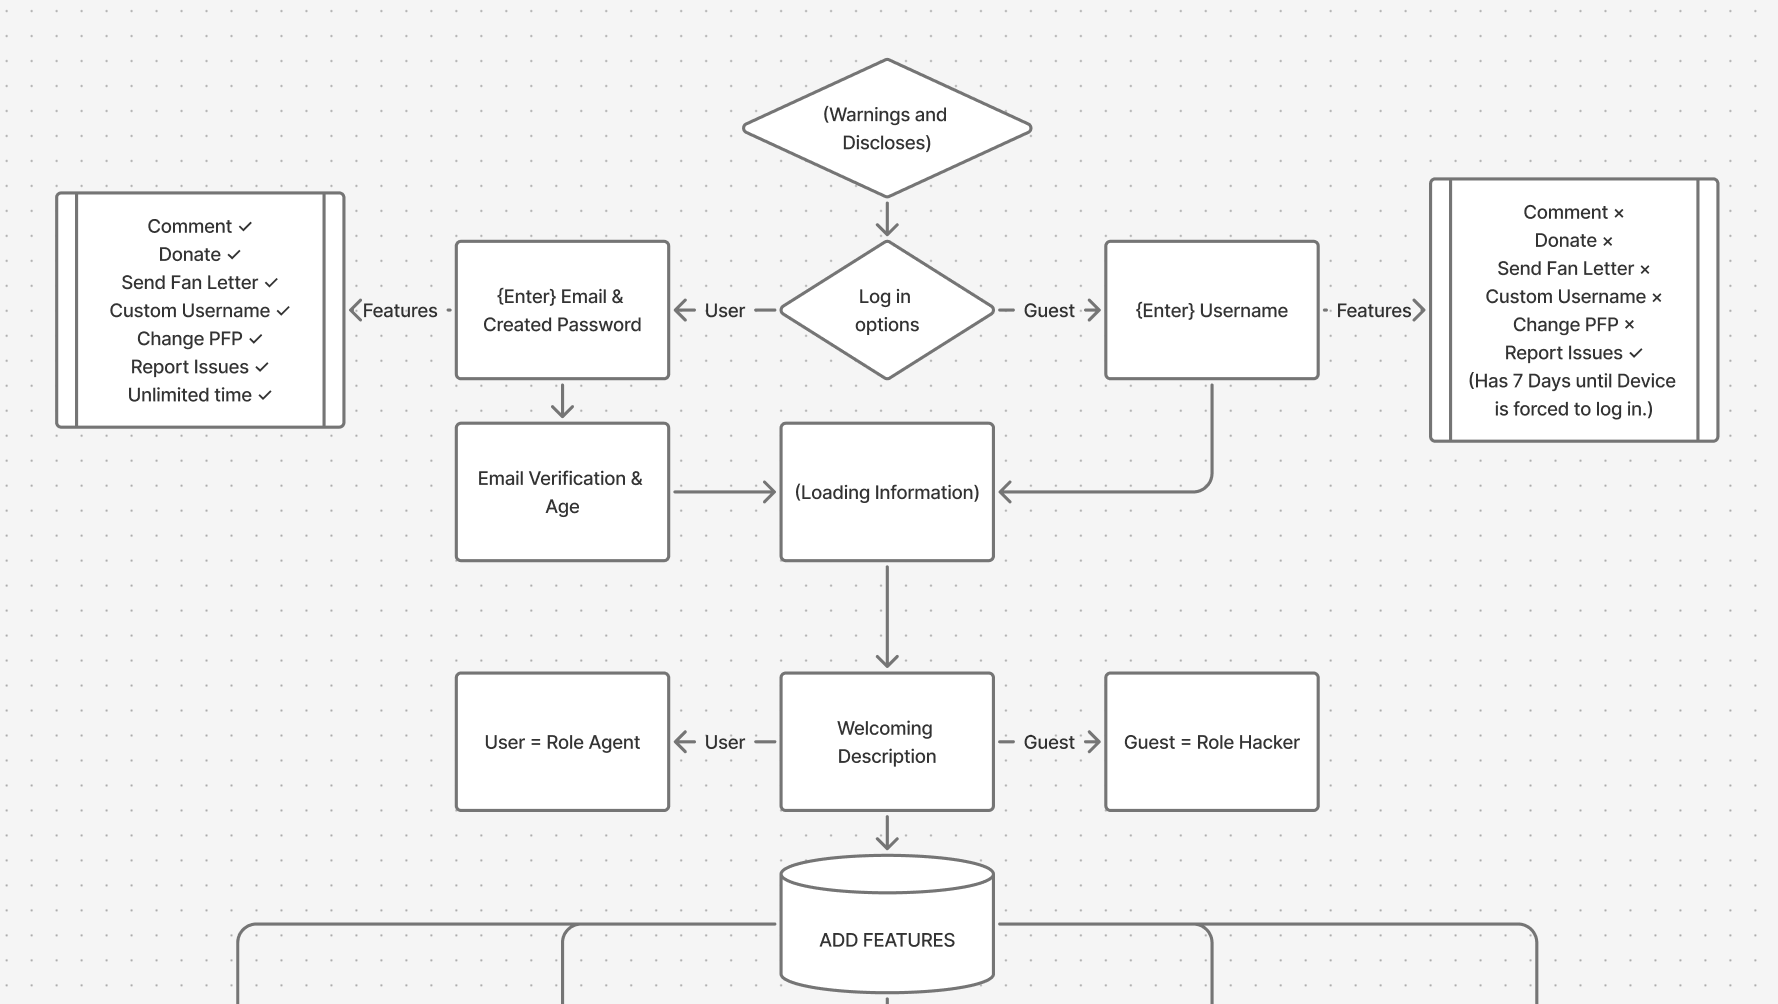 (Warnings and
Discloses)
Comment ✓
Donate ✓
Send Fan Letter ✓
Custom Username ✓
Change PFP ✓
Report Issues ✓
Unlimited time ✓
Features
{Enter} Email &
Created Password
User
Log in
options
Guest
{Enter} Username
Features
Comment ×
Donate ×
Send Fan Letter ×
Custom Username ×
Change PFP ×
Report Issues ✓
(Has 7 Days until Device
is forced to log in.)
Email Verification &
Age
(Loading Information)
User = Role Agent
User
Welcoming
Description
Guest
Guest = Role Hacker
ADD FEATURES